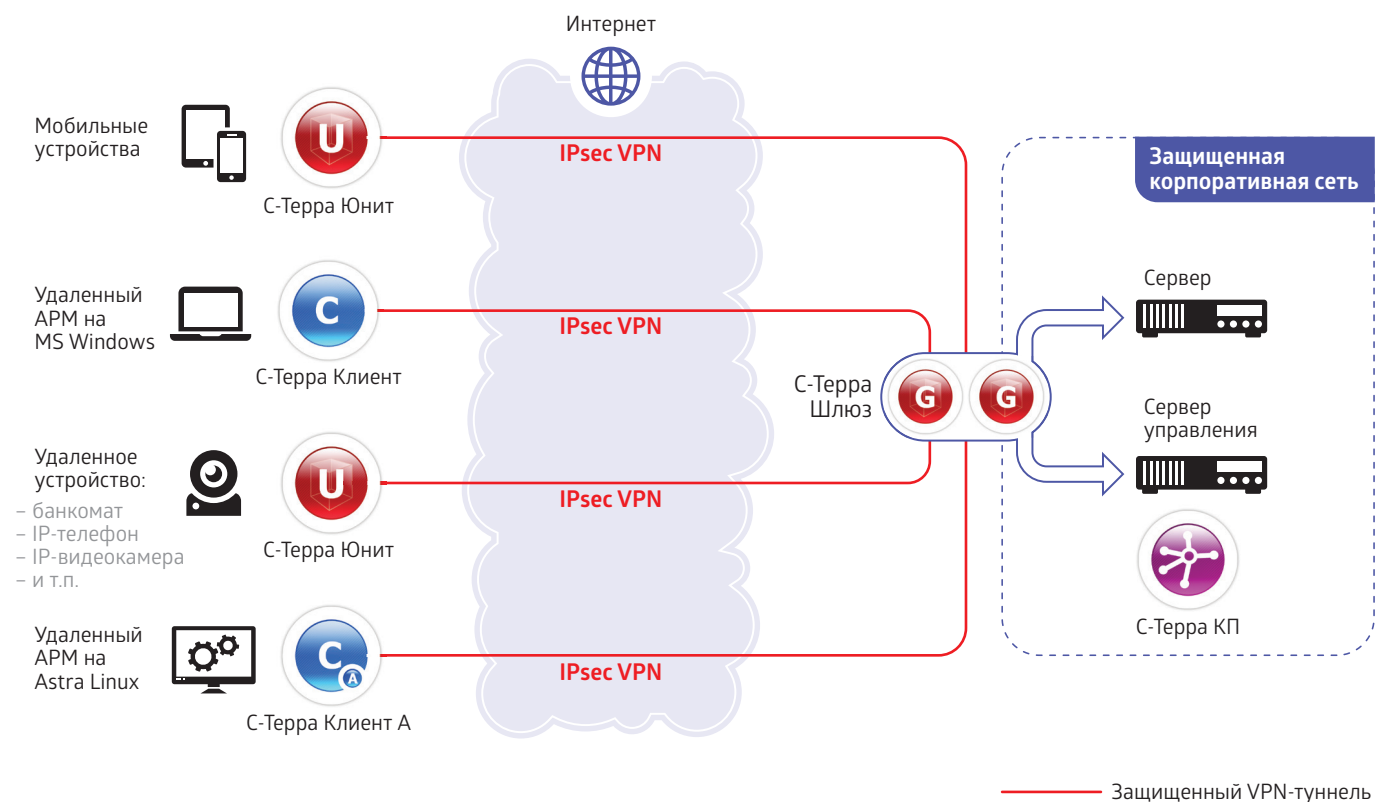 Интернет
Мобильные
устройства
U
С-Терра Юнит
IPsec VPN
Защищенная
корпоративная сеть
Удаленный
АРМ на
MS Windows
C
С-Терра Клиент
IPsec VPN
Сервер
С-Терра
Шлюз
G
G
Сервер
управления
Удаленное
устройство:
– банкомат
– IP-телефон
– IP-видеокамера
– и т.п.
U
С-Терра Юнит
IPsec VPN
С-Терра КП
Удаленный
АРМ на
Astra Linux
C
A
С-Терра Клиент А
IPsec VPN
Защищенный VPN-туннель